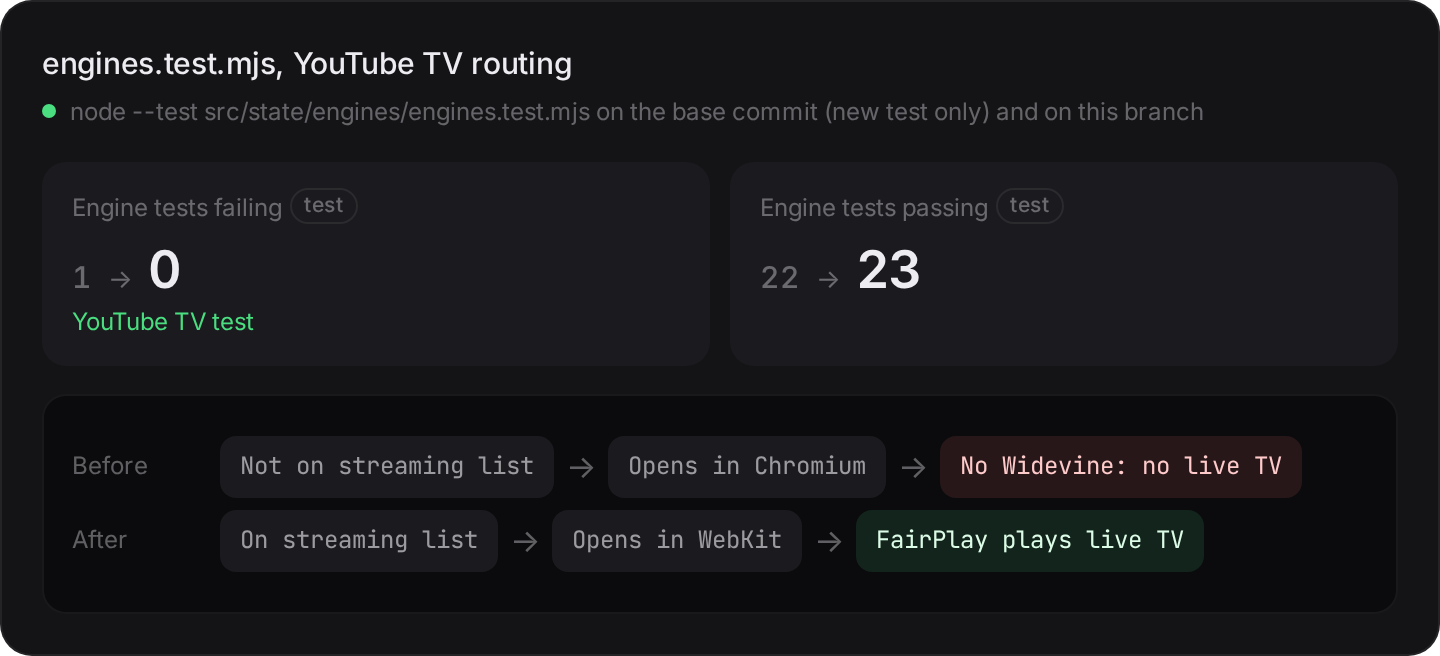 engines.test.mjs, YouTube TV routing
node --test src/state/engines/engines.test.mjs on the base commit (new test only) and on this branch
Engine tests failing test
1 → 0
YouTube TV test
Engine tests passing test
22 → 23
Before Not on streaming list → Opens in Chromium → No Widevine: no live TV
After On streaming list → Opens in WebKit → FairPlay plays live TV